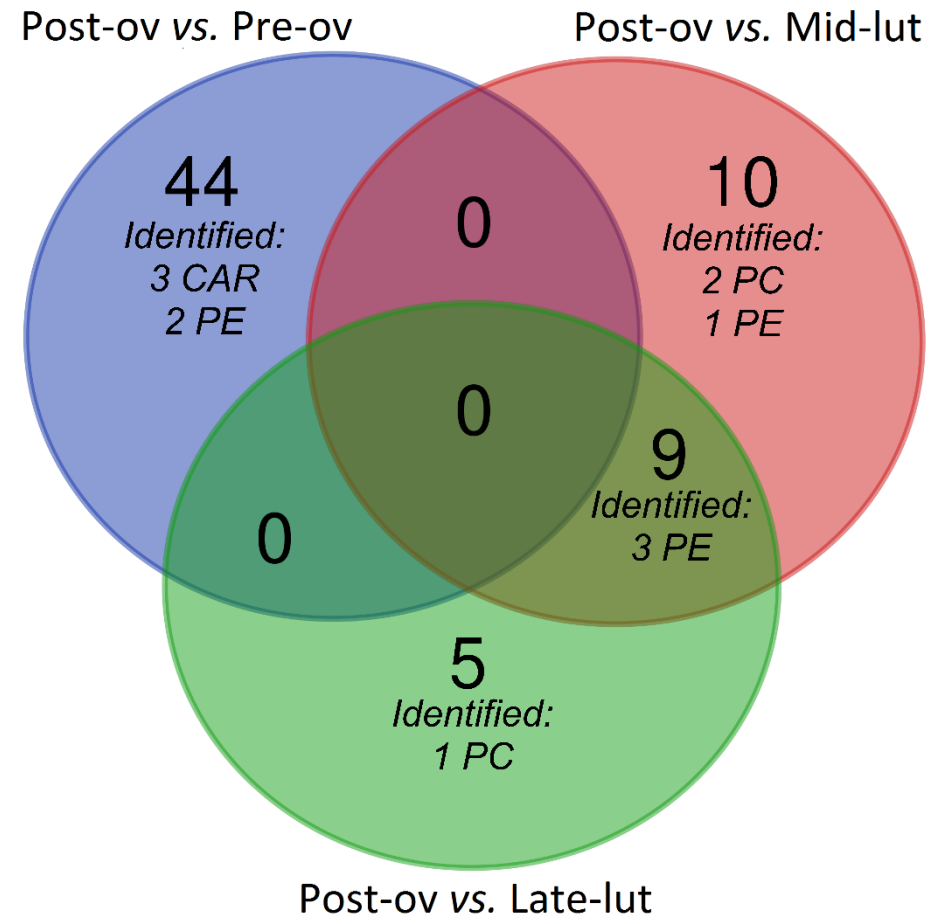 Post-ov vs. Pre-ov
Post-ov vs. Mid-lut
44
Identified:
3 CAR
2 PE
0
10
Identified:
2 PC
1 PE
0
9
Identified:
3 PE
0
5
Identified:
1 PC
Post-ov vs. Late-lut